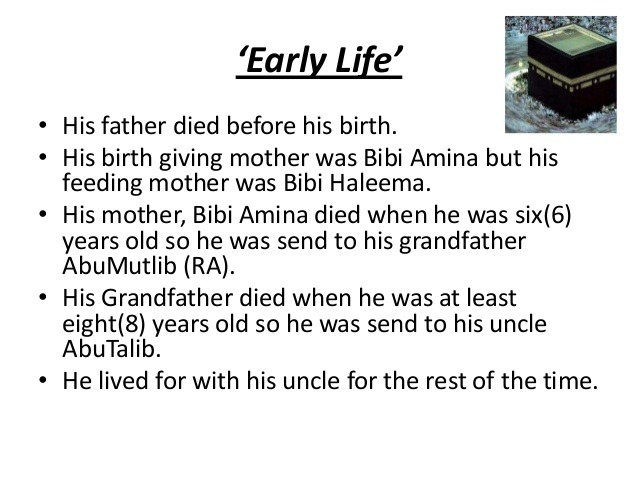 ‘Early Life’
• His father died before his birth.
• His birth giving mother was Bibi Amina but his
feeding mother was Bibi Haleema.
• His mother, Bibi Amina died when he was six(6)
years old so he was send to his grandfather
AbuMutlib (RA).
• His Grandfather died when he was at least
eight(8) years old so he was send to his uncle
AbuTalib.
• He lived for with his uncle for the rest of the time.